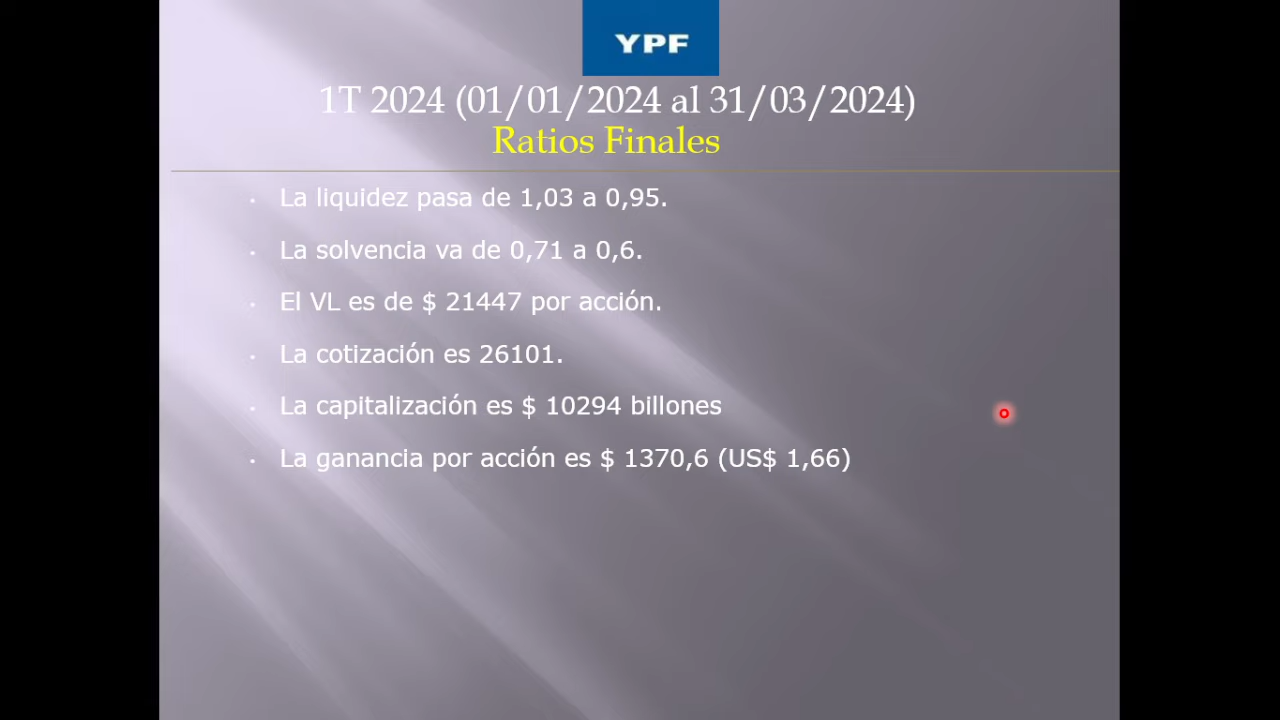 YPF
1T 2024 (01/01/2024 al 31/03/2024)
Ratios Finales
La liquidez pasa de 1,03 a 0,95.
La solvencia va de 0,71 a 0,6.
El VL es de $ 21447 por acción.
La cotización es 26101.
La capitalización es $ 10294 billones
La ganancia por acción es $ 1370,6 (US$ 1,66)